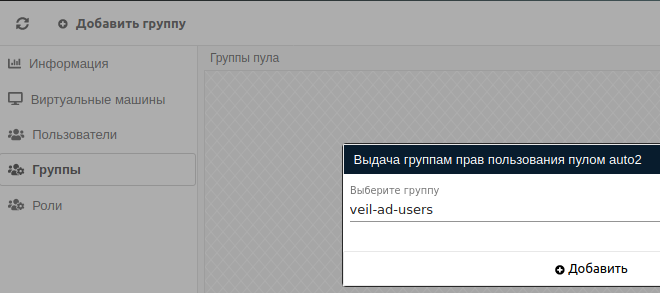 Добавить группу
Информация
Виртуальные машины
Пользователи
Группы
Роли
Группы пула
Выдача группам прав пользования пулом auto2
Выберите группу
veil-ad-users
Добавить